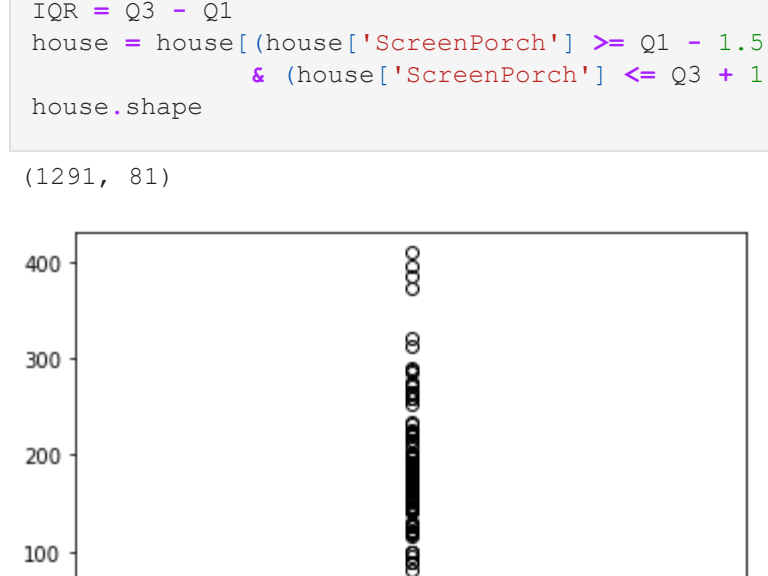 IQR = Q3 - Q1
house = house[(house['ScreenPorch'] >= Q1 - 1.5
& (house['ScreenPorch'] <= Q3 + 1
house.shape
(1291, 81)
400
300
200
100